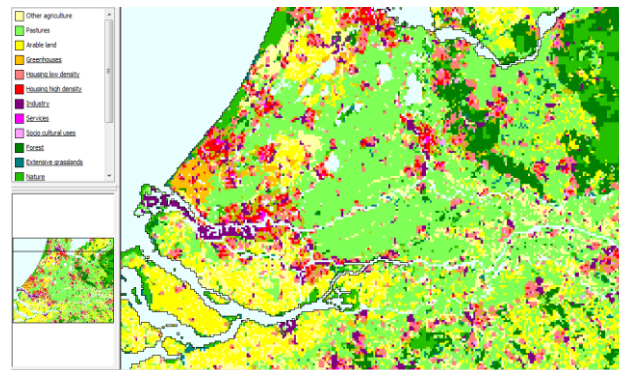 Other agriculture
Pastures
Arable land
Greenhouses
Housing low density
Housing high density
Industry
Services
Socio cultural uses
Forest
Extensive grasslands
Nature